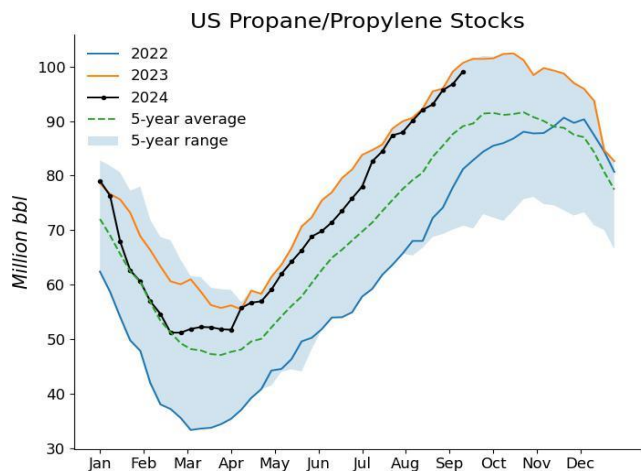 US Propane/Propylene Stocks
Million bbl
100
90
80
70
60
50
40
30
2022
2023
2024
5-year average
5-year range
Jan Feb Mar Apr May Jun Jul Aug Sep Oct Nov Dec